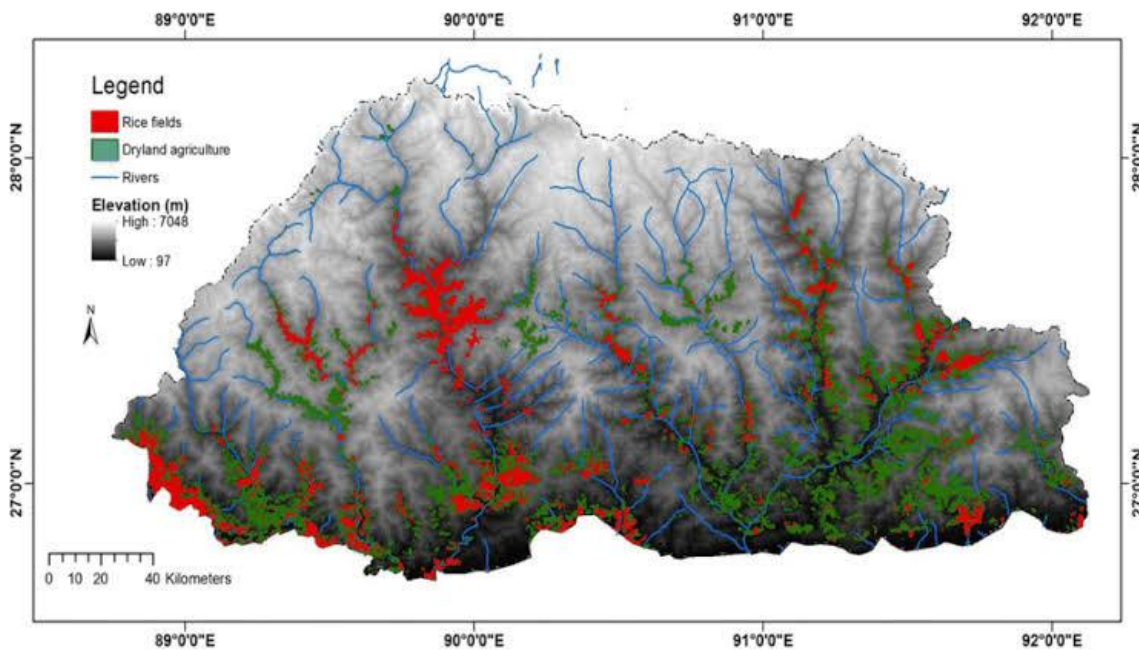 89°0'0"E 90°0'0"E 91°0'0"E 92°0'0"E
Legend
Rice fields
Dryland agriculture
Rivers
Elevation (m)
High : 7048
Low : 97
N
28°0'0"N 28°0'0"N
27°0'0"N 27°0'0"N
0 10 20 40 Kilometers
89°0'0"E 90°0'0"E 91°0'0"E 92°0'0"E